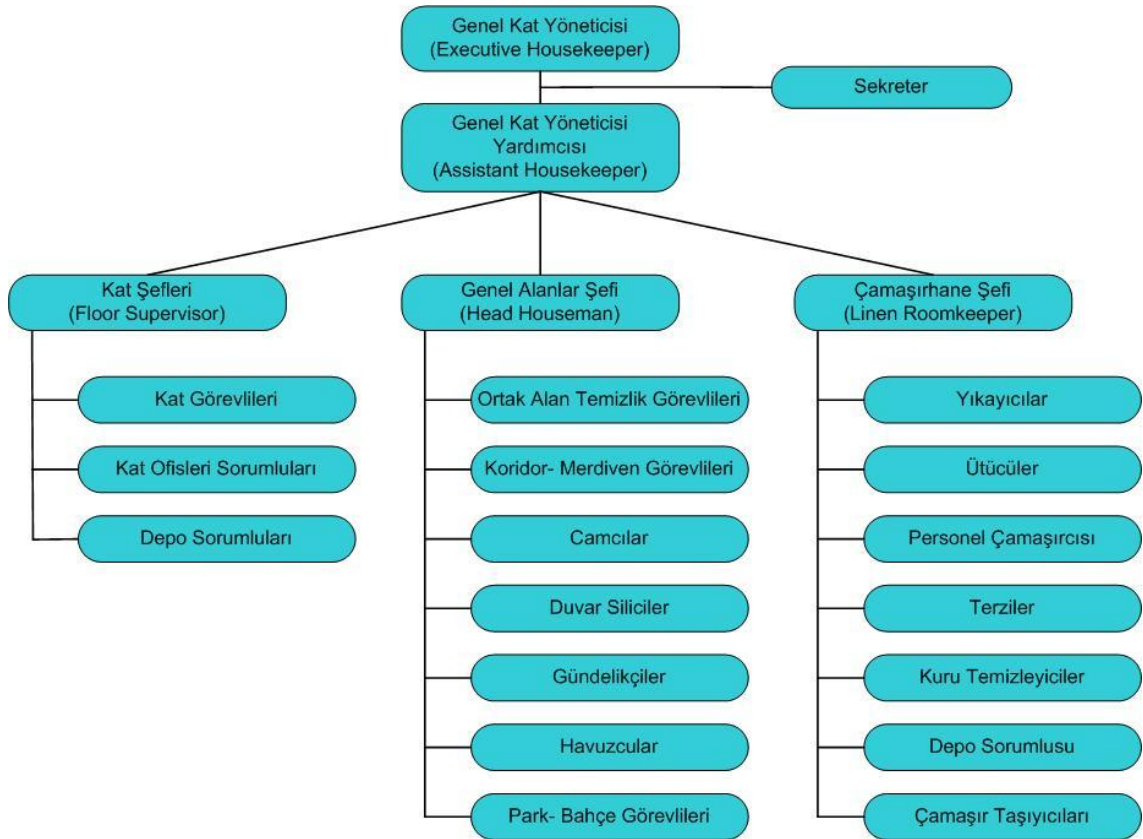 Genel Kat Yöneticisi
(Executive Housekeeper)
Sekreter
Genel Kat Yöneticisi
Yardımcısı
(Assistant Housekeeper)
Kat Şefleri
(Floor Supervisor)
Kat Görevlileri
Kat Ofisleri Sorumluları
Depo Sorumluları
Genel Alanlar Şefi
(Head Houseman)
Ortak Alan Temizlik Görevlileri
Koridor- Merdiven Görevlileri
Camcılar
Duvar Siliciler
Gündelikçiler
Havuzcular
Park- Bahçe Görevlileri
Çamaşırhane Şefi
(Linen Roomkeeper)
Yıkayıcılar
Ütücüler
Personel Çamaşırcısı
Terziler
Kuru Temizleyiciler
Depo Sorumlusu
Çamaşır Taşıyıcıları